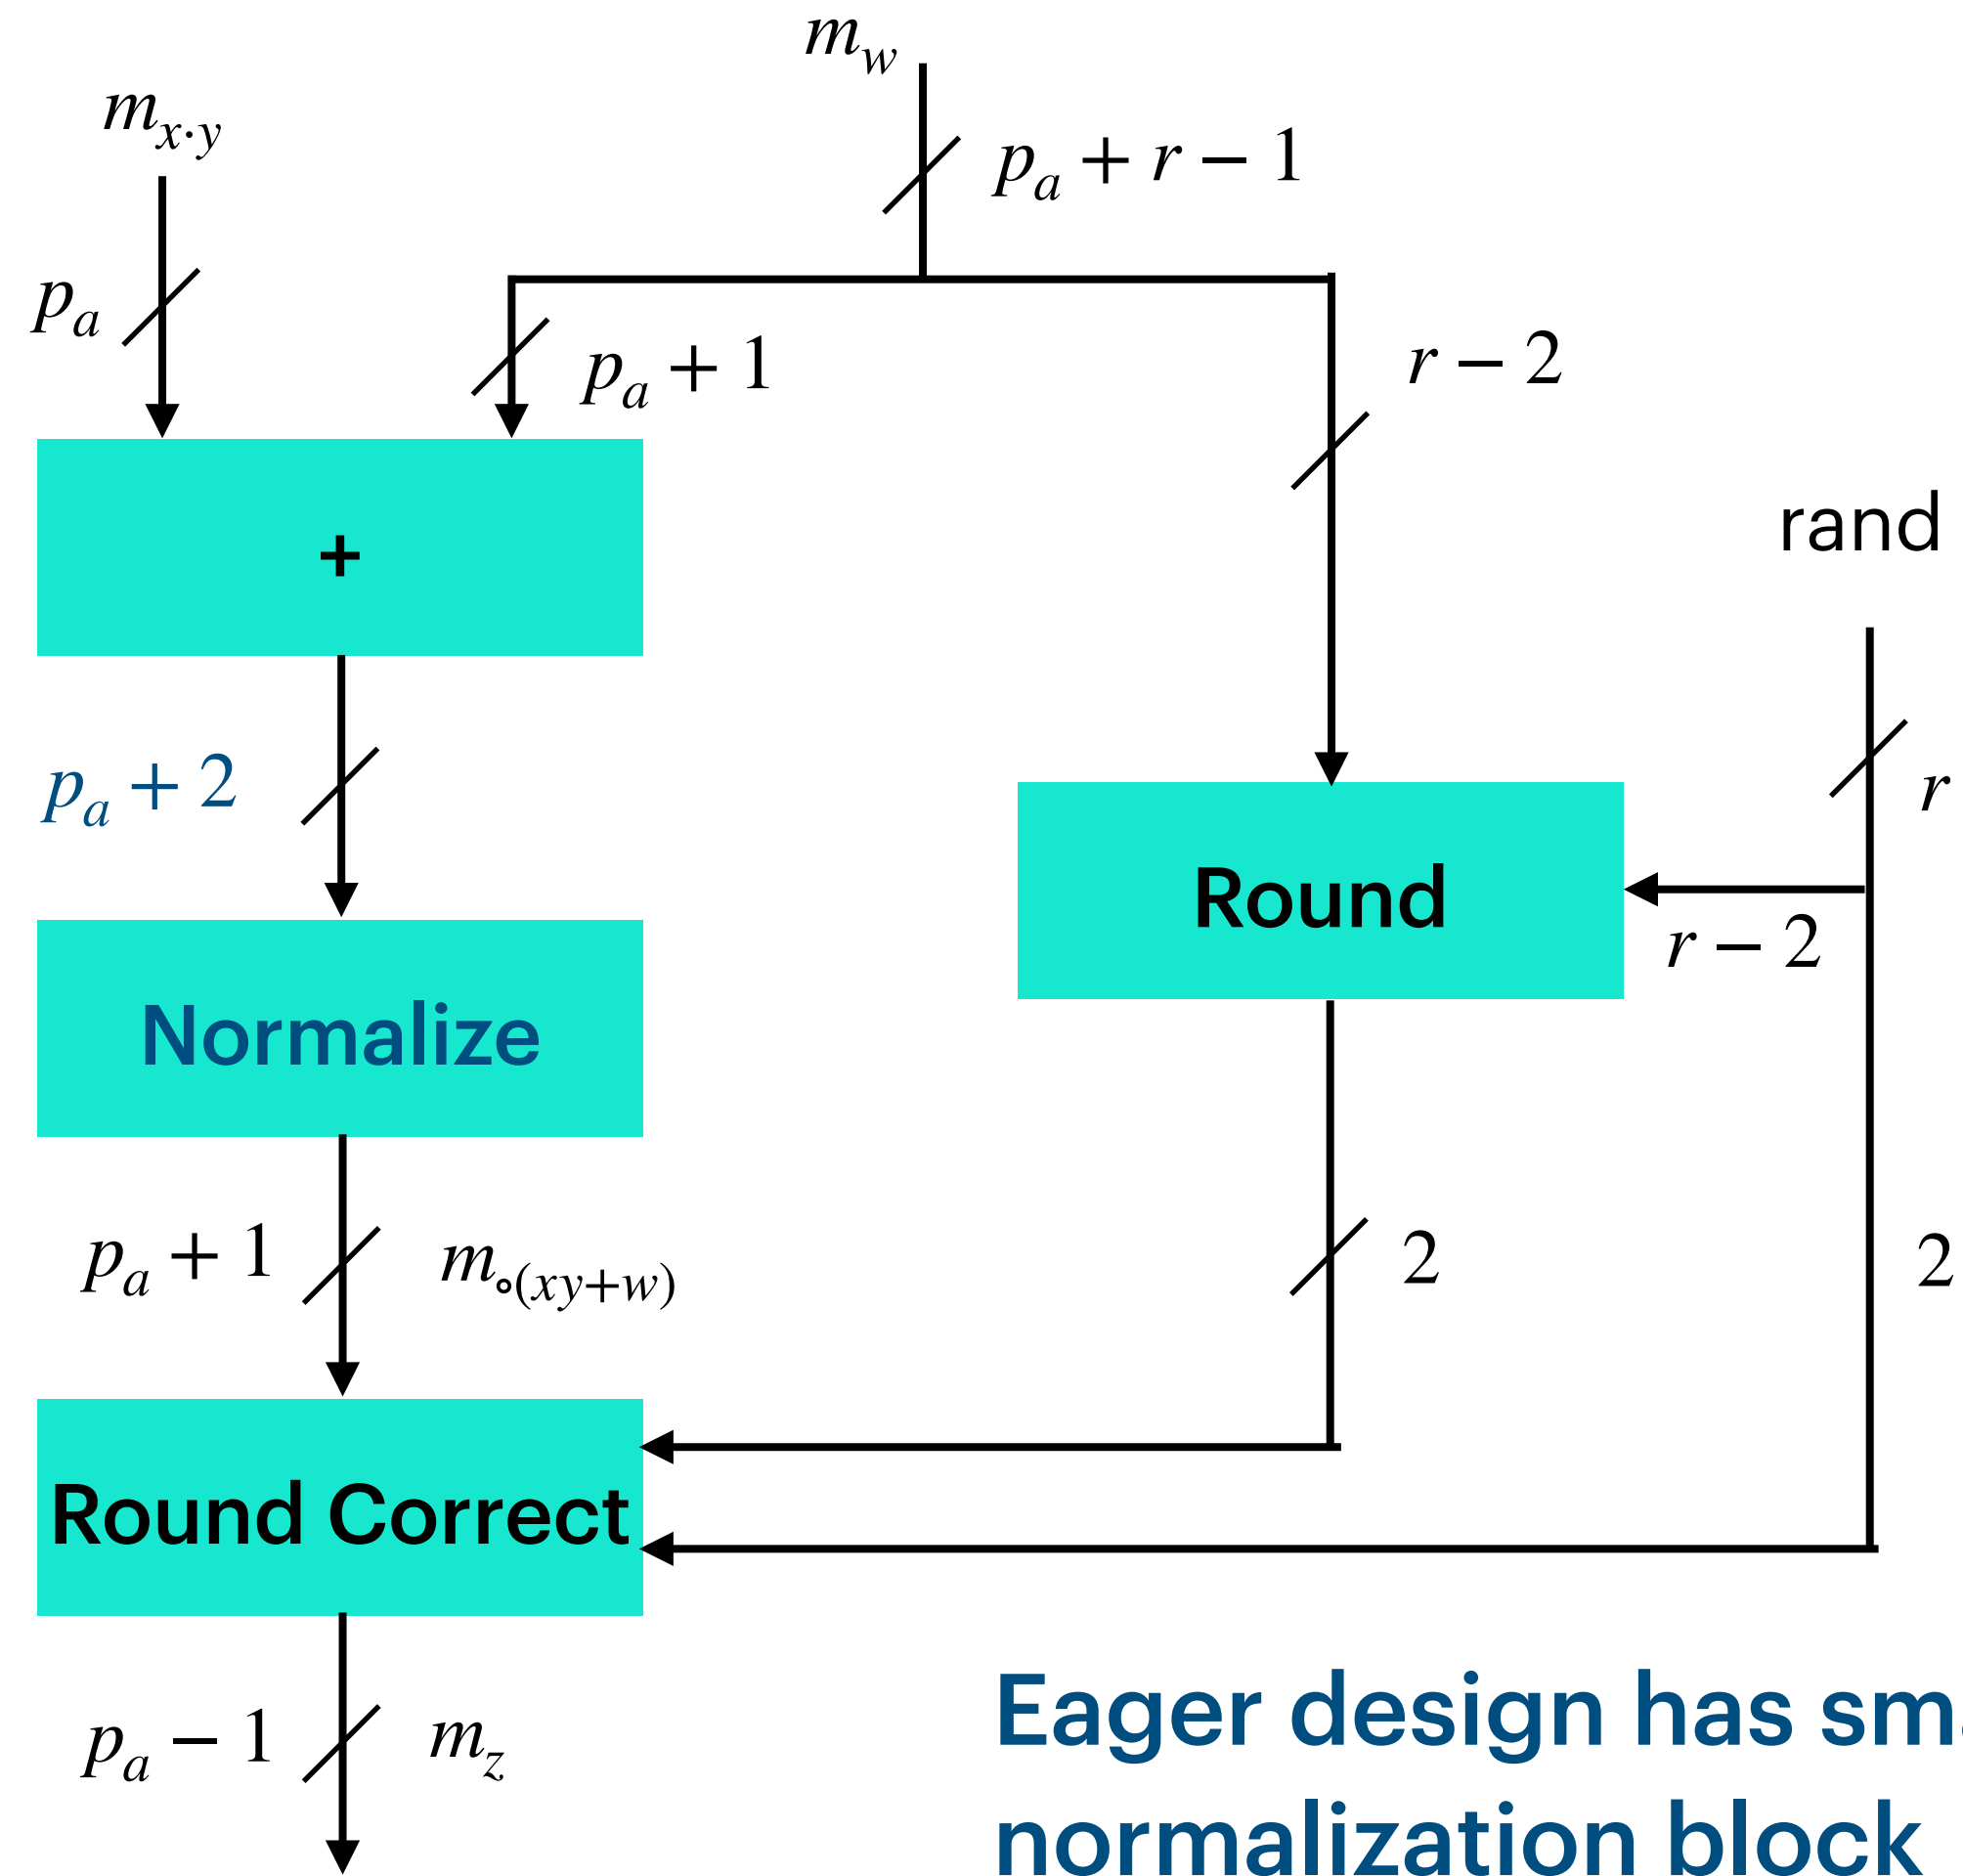 m_w
m_{x·y}
p_a + r − 1
p_a
p_a + 1
r − 2
rand
+
p_a + 2
r
Round
r − 2
Normalize
p_a + 1
m_{∘(xy+w)}
2
2
Round Correct
Eager design has
p_a − 1
m_z
normalization block